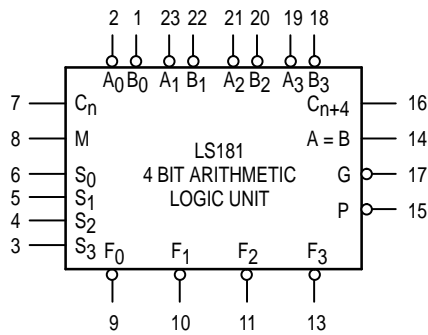 2 1 23 22 21 20 19 18
A0 B0 A1 B1 A2 B2 A3 B3
7 Cn Cn+4 16
8 M LS181 A = B 14
6 S0 4 BIT ARITHMETIC G 17
5 S1 LOGIC UNIT
4 S2 P 15
3 S3 F0 F1 F2 F3
9 10 11 13